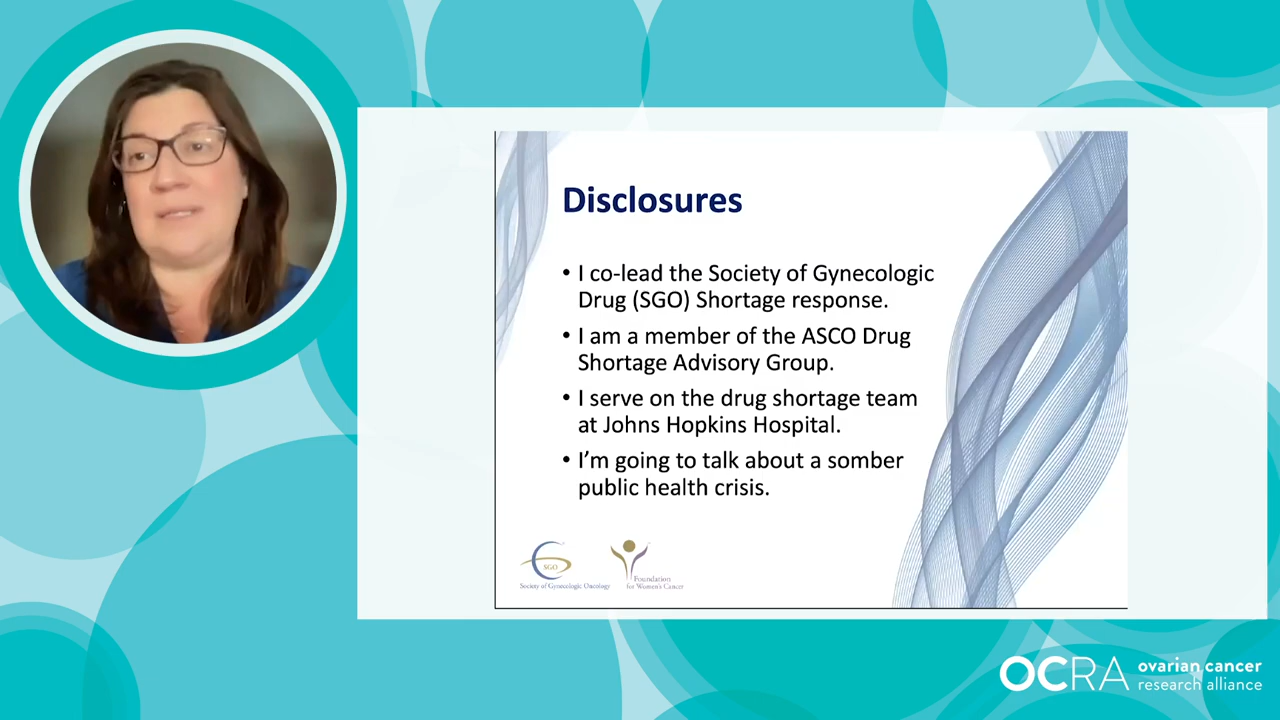 Disclosures
• I co-lead the Society of Gynecologic
Drug (SGO) Shortage response.
• I am a member of the ASCO Drug
Shortage Advisory Group.
• I serve on the drug shortage team
at Johns Hopkins Hospital.
• I’m going to talk about a somber
public health crisis.
SGO
Society of Gynecologic Oncology
Foundation
for Women's Cancer
OCRA
ovarian cancer
research alliance